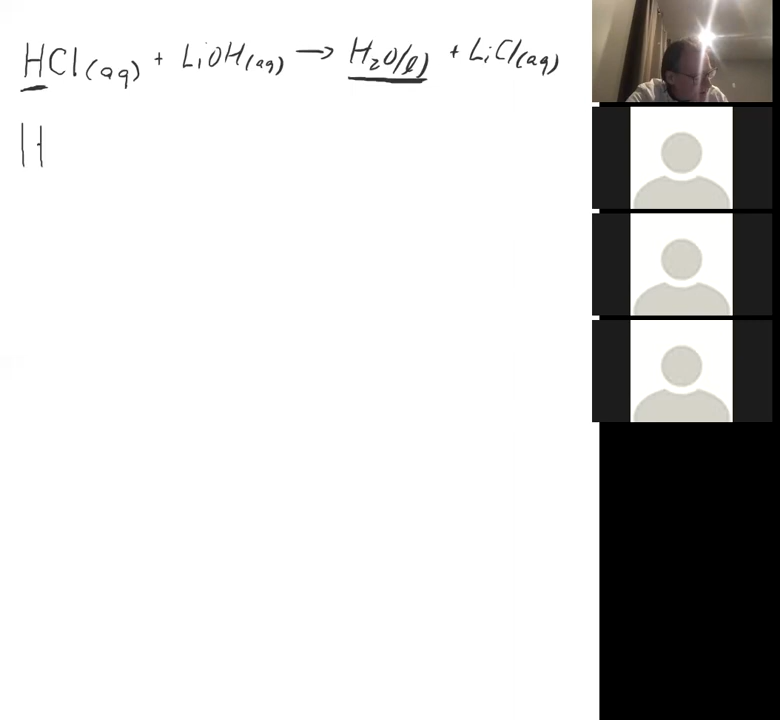 HCl(aq) + LiOH(aq) → H₂O(l) + LiCl(aq)
H